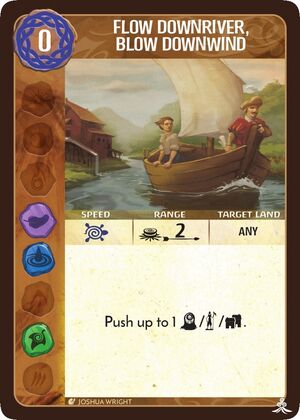 0
FLOW DOWNRIVER,
BLOW DOWNWIND
SPEED RANGE TARGET LAND
2 ANY
Push up to 1 / / .
JOSHUA WRIGHT